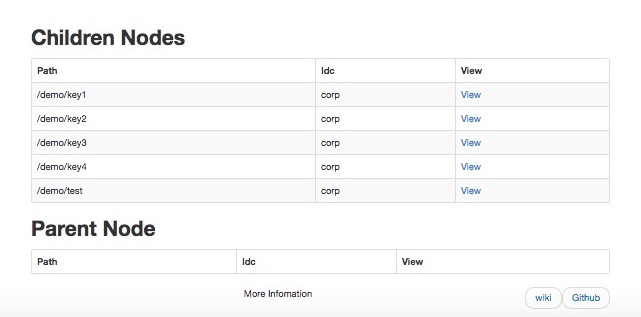 Children Nodes
Path Idc View
/demo/key1 corp View
/demo/key2 corp View
/demo/key3 corp View
/demo/key4 corp View
/demo/test corp View
Parent Node
Path Idc View
More Infomation wiki Github